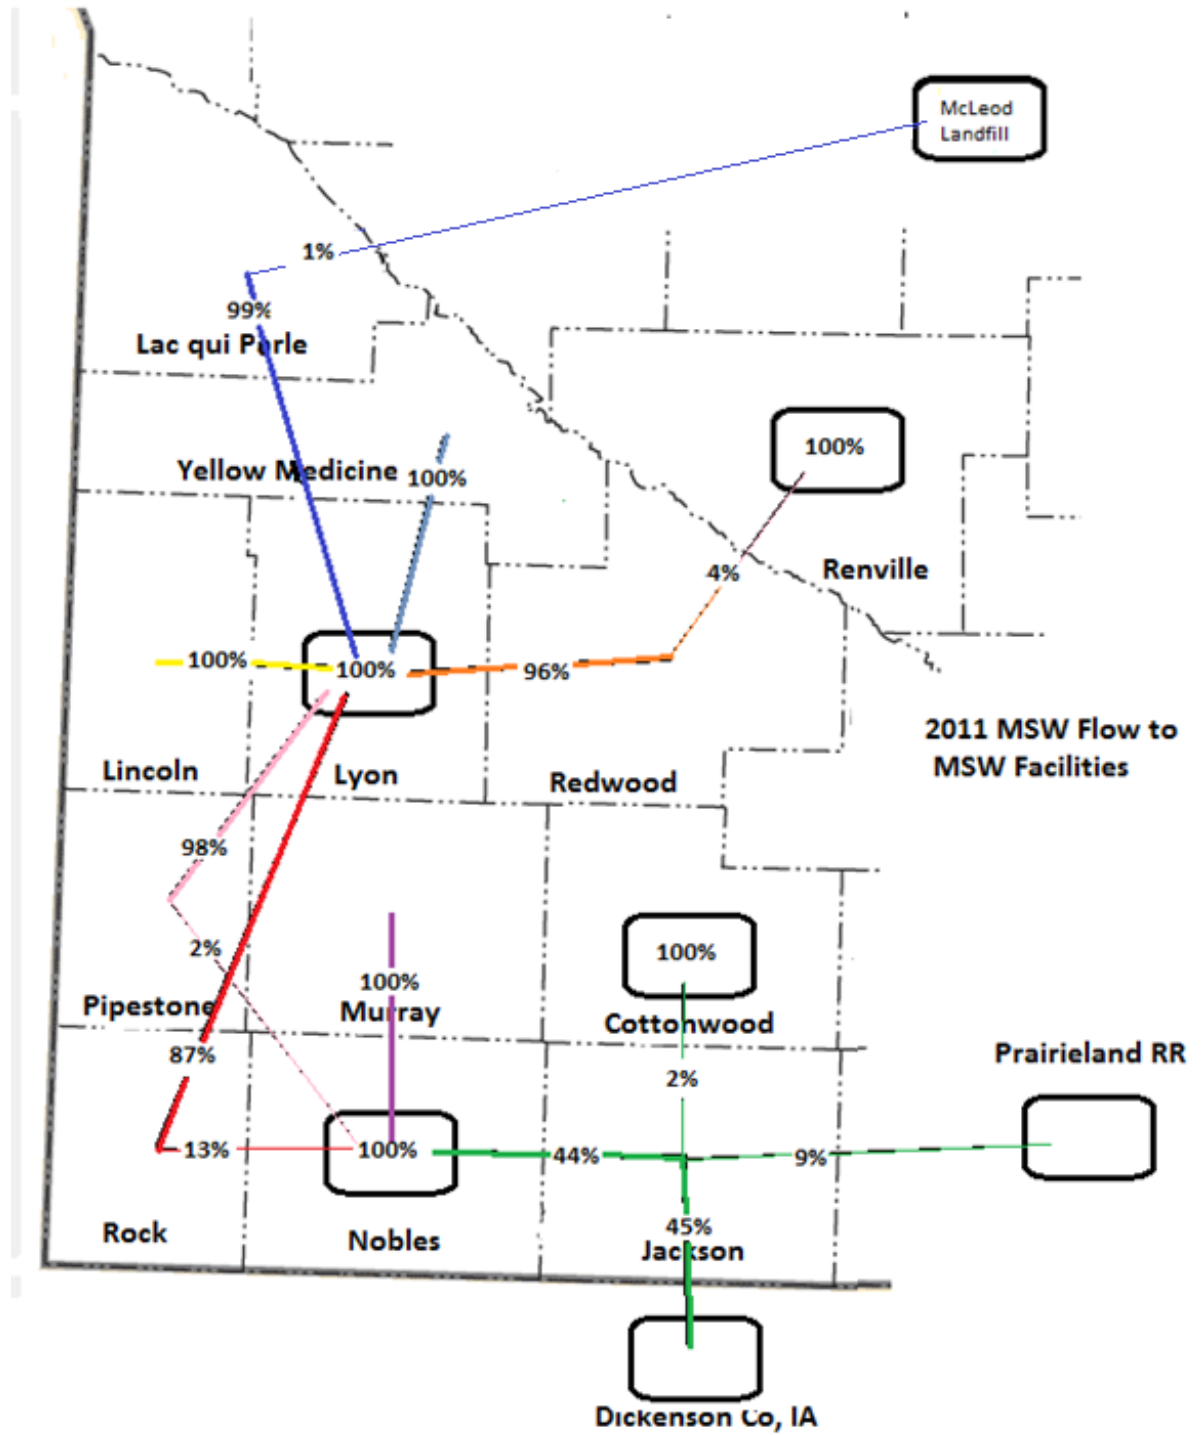 McLeod
Landfill
1%
99%
Lac qui Parle
100%
Yellow Medicine
100%
4%
Renville
100%
100%
96%
2011 MSW Flow to
MSW Facilities
Lincoln
Lyon
Redwood
98%
2%
100%
100%
Pipestone
Murray
Cottonwood
87%
2%
Prairieland RR
13%
100%
44%
9%
45%
Rock
Nobles
Jackson
Dickenson Co, IA